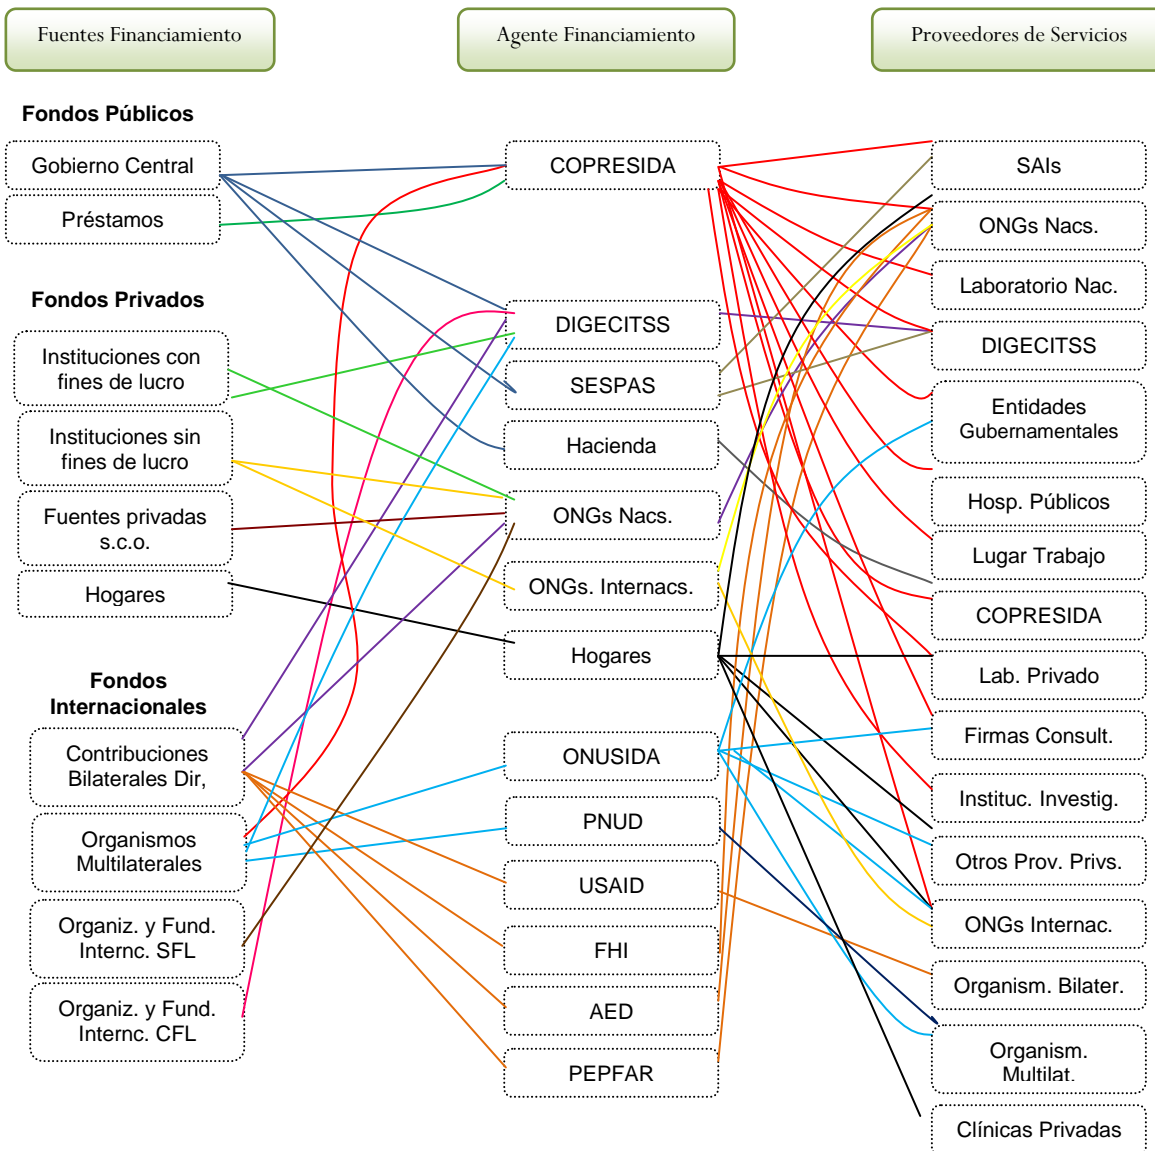 Fuentes Financiamiento
Agente Financiamiento
Proveedores de Servicios
Fondos Públicos
Gobierno Central
Préstamos
Fondos Privados
Instituciones con
fines de lucro
Instituciones sin
fines de lucro
Fuentes privadas
s.c.o.
Hogares
Fondos
Internacionales
Contribuciones
Bilaterales Dir,
Organismos
Multilaterales
Organiz. y Fund.
Internc. SFL
Organiz. y Fund.
Internc. CFL
COPRESIDA
DIGECITSS
SESPAS
Hacienda
ONGs Nacs.
ONGs. Internacs.
Hogares
ONUSIDA
PNUD
USAID
FHI
AED
PEPFAR
SAIs
ONGs Nacs.
Laboratorio Nac.
DIGECITSS
Entidades
Gubernamentales
Hosp. Públicos
Lugar Trabajo
COPRESIDA
Lab. Privado
Firmas Consult.
Instituc. Investig.
Otros Prov. Privs.
ONGs Internac.
Organism. Bilater.
Organism.
Multilat.
Clínicas Privadas